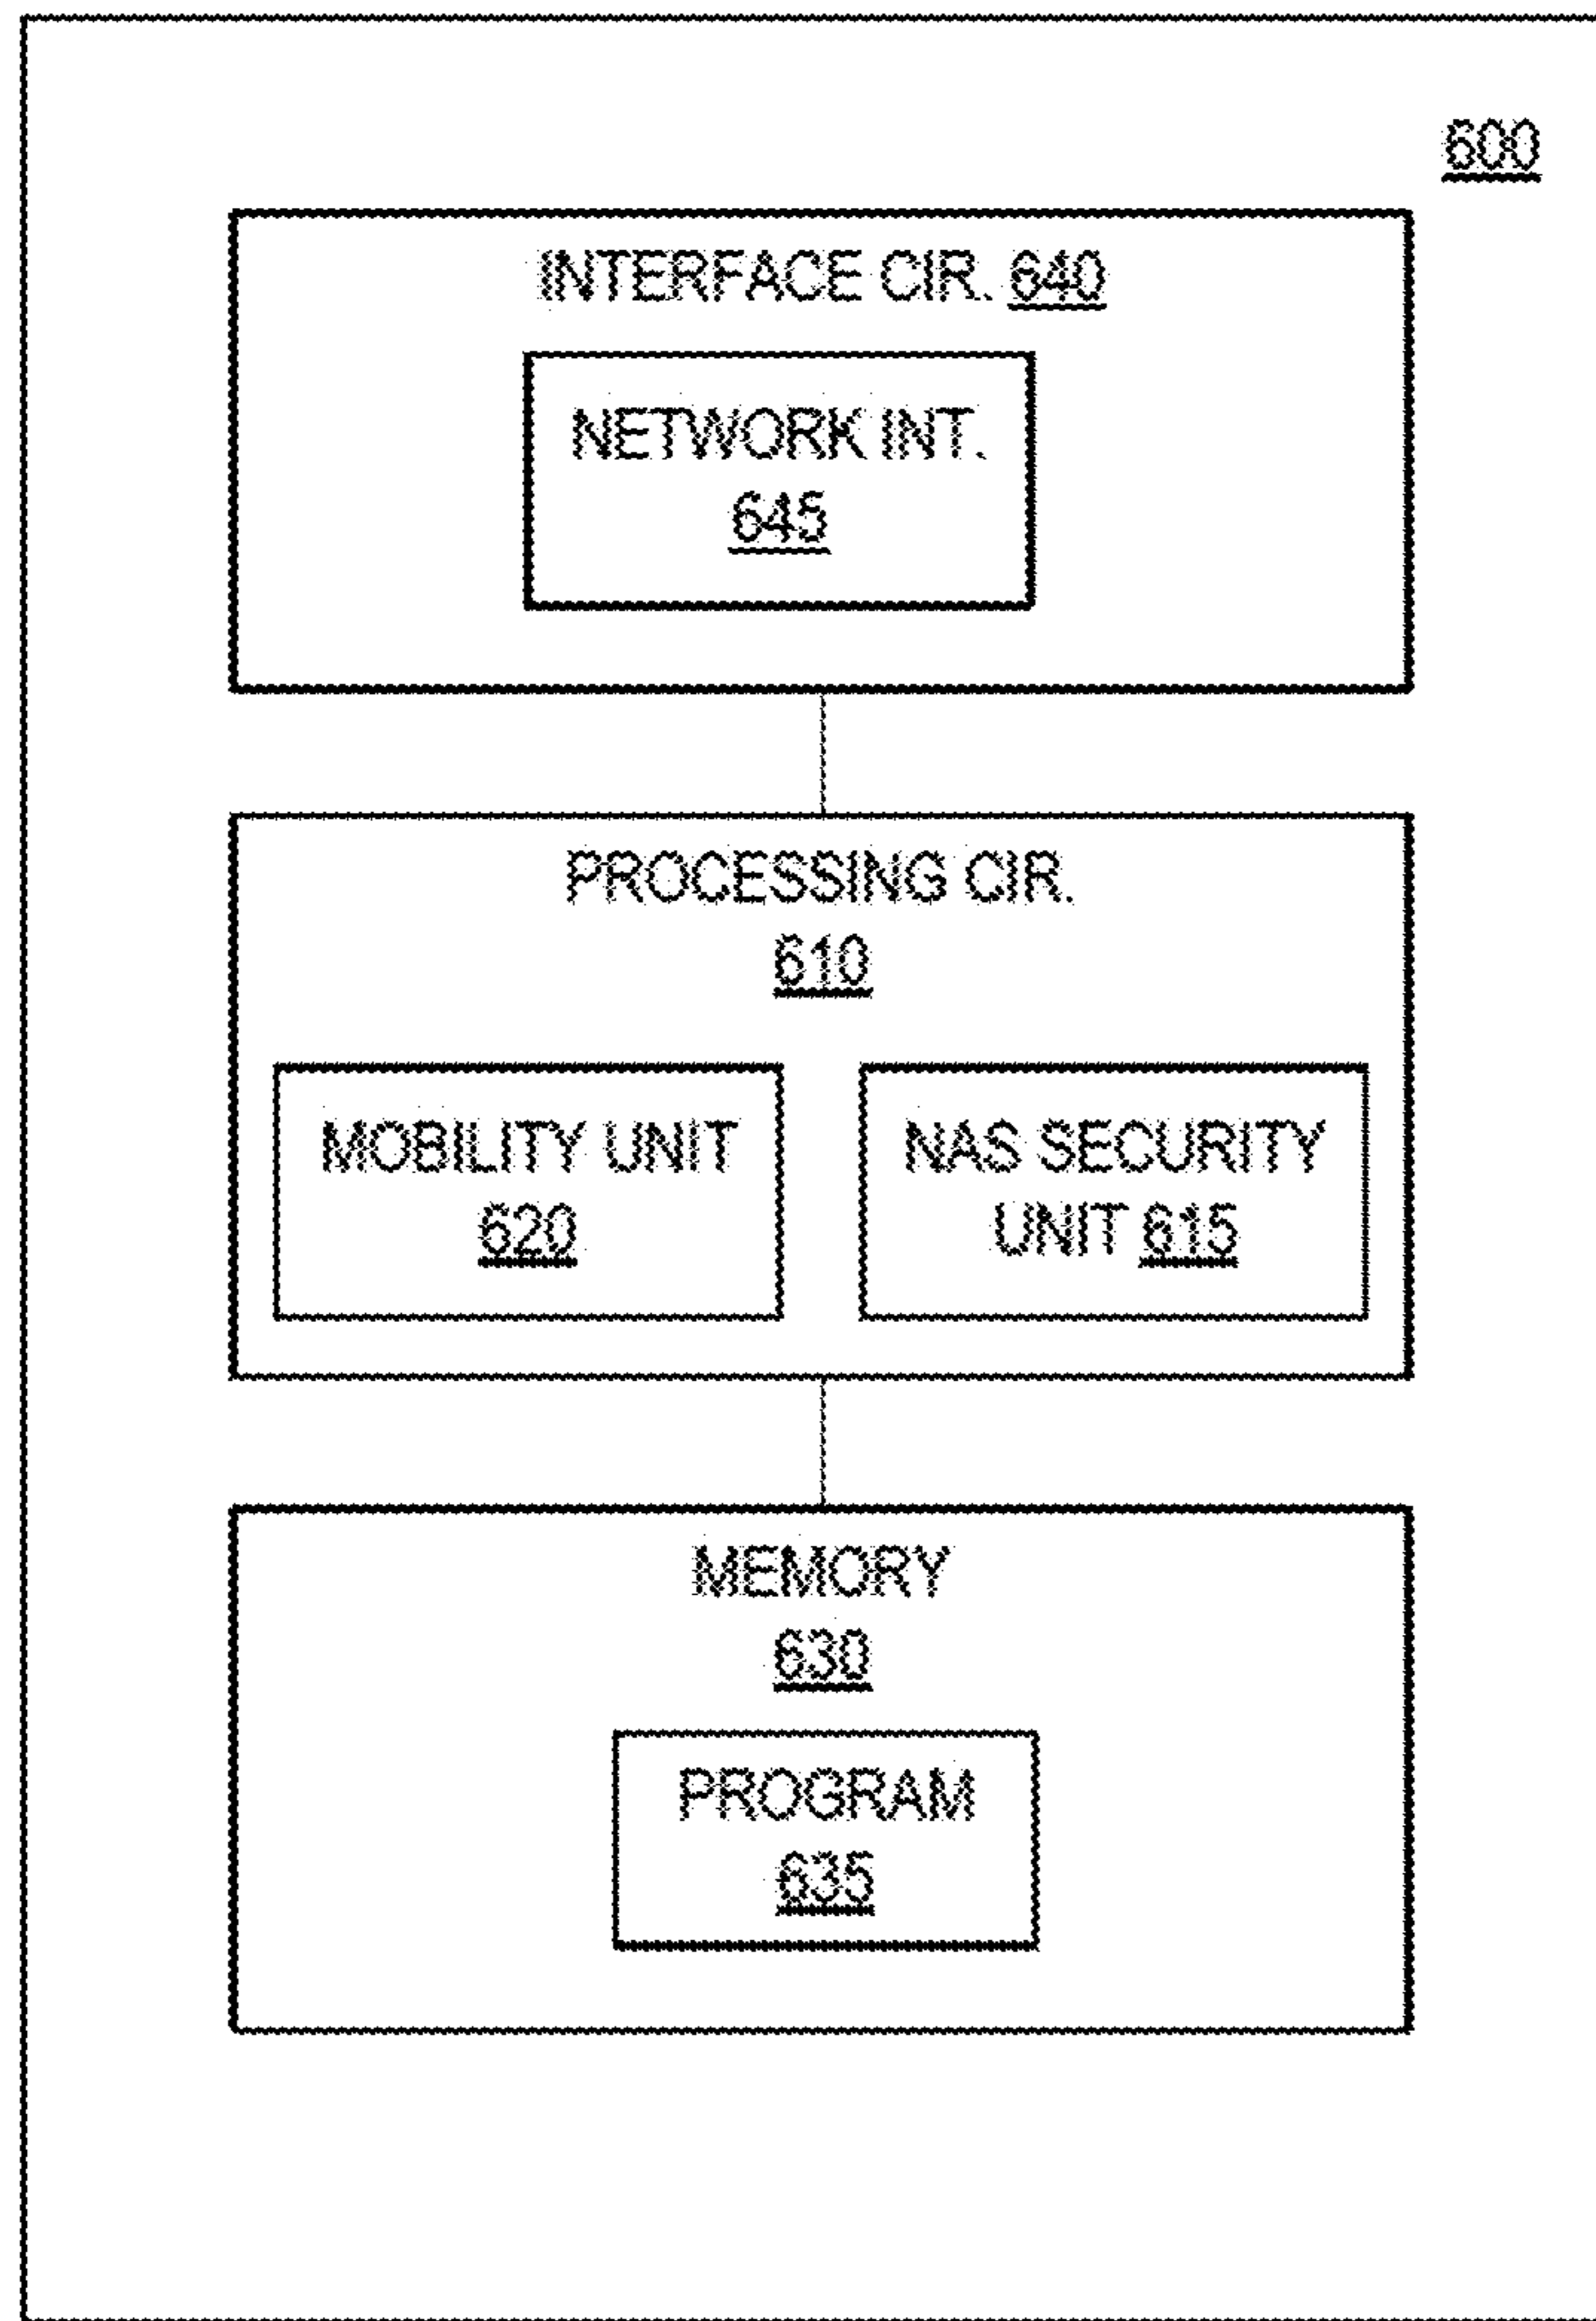 600
INTERFACE CIR. 640
NETWORK INT.
645
PROCESSING CIR.
610
MOBILITY UNIT
620
NAS SECURITY
UNIT 615
MEMORY
630
PROGRAM
635